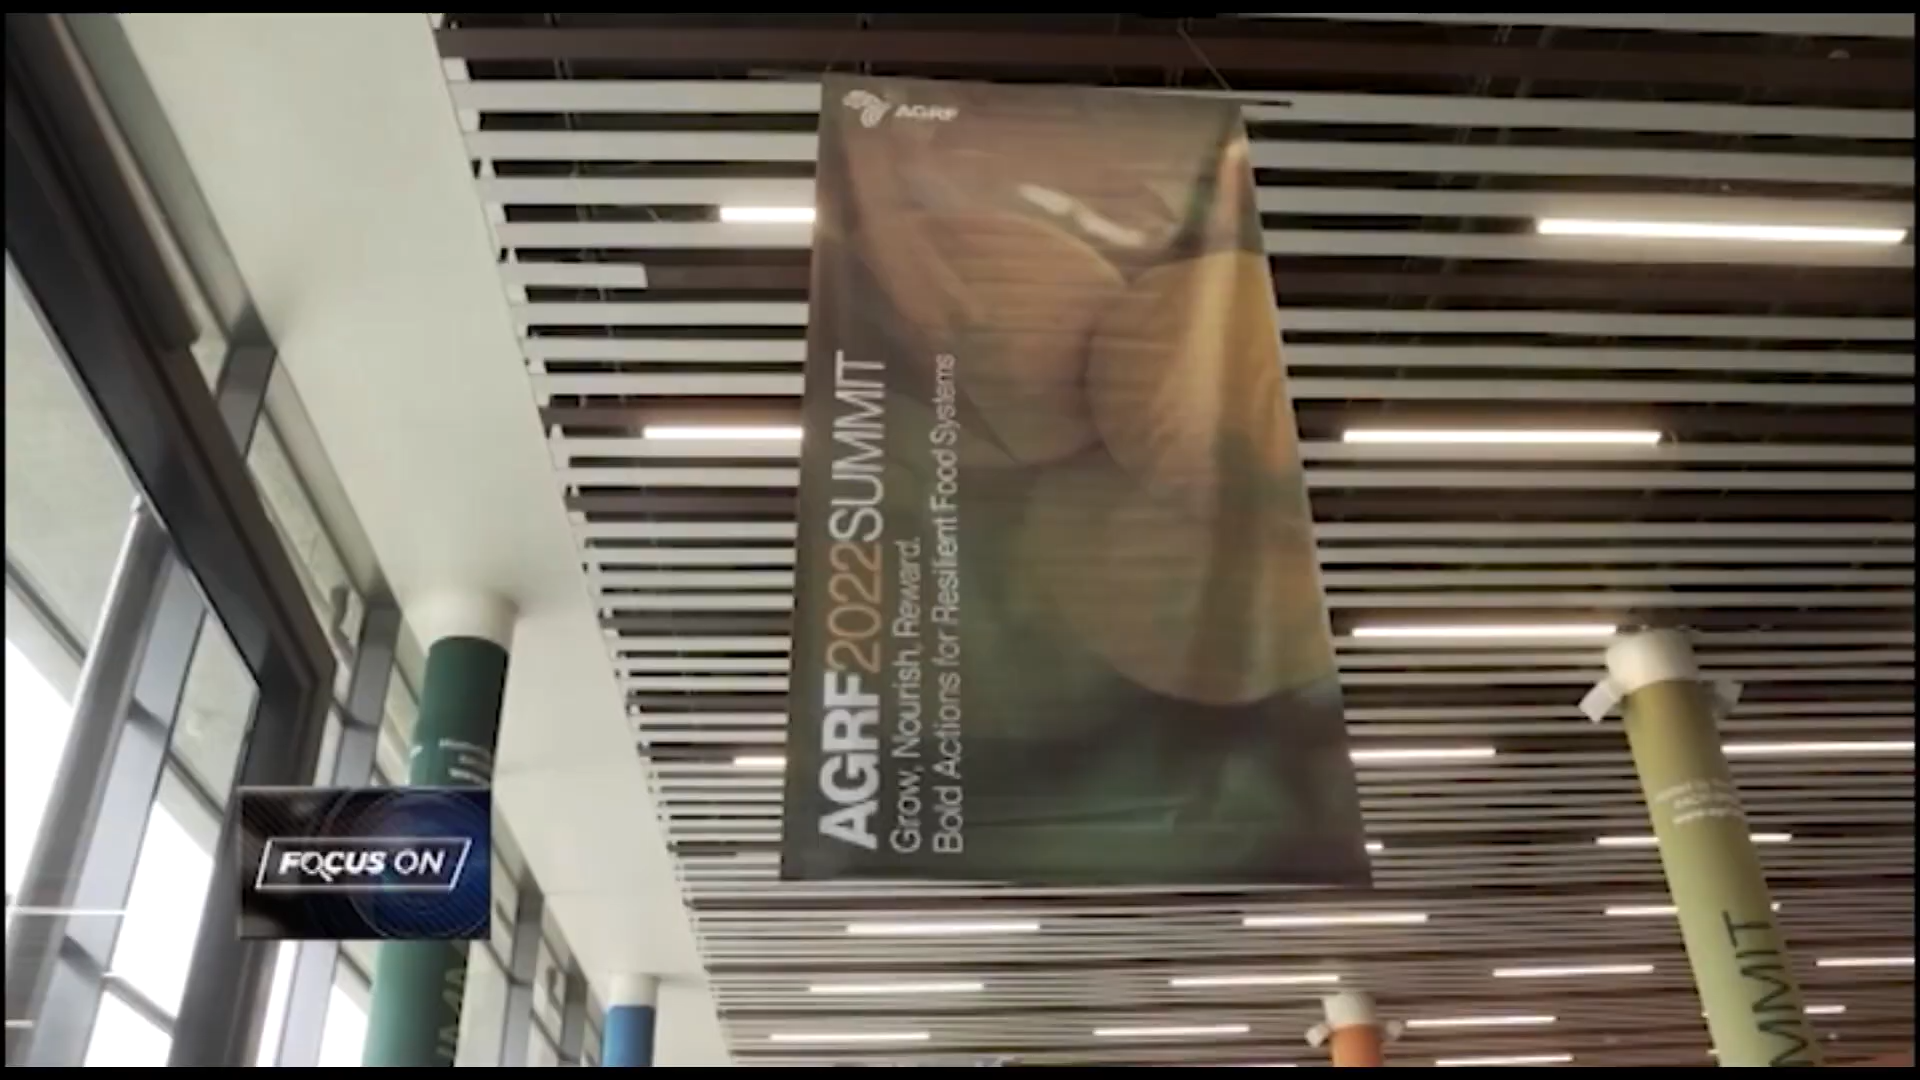 AGRF
AGRF2022SUMMIT
Grow, Nourish, Reward.
Bold Actions for Resilient Food Systems
FOCUS ON
MMIT